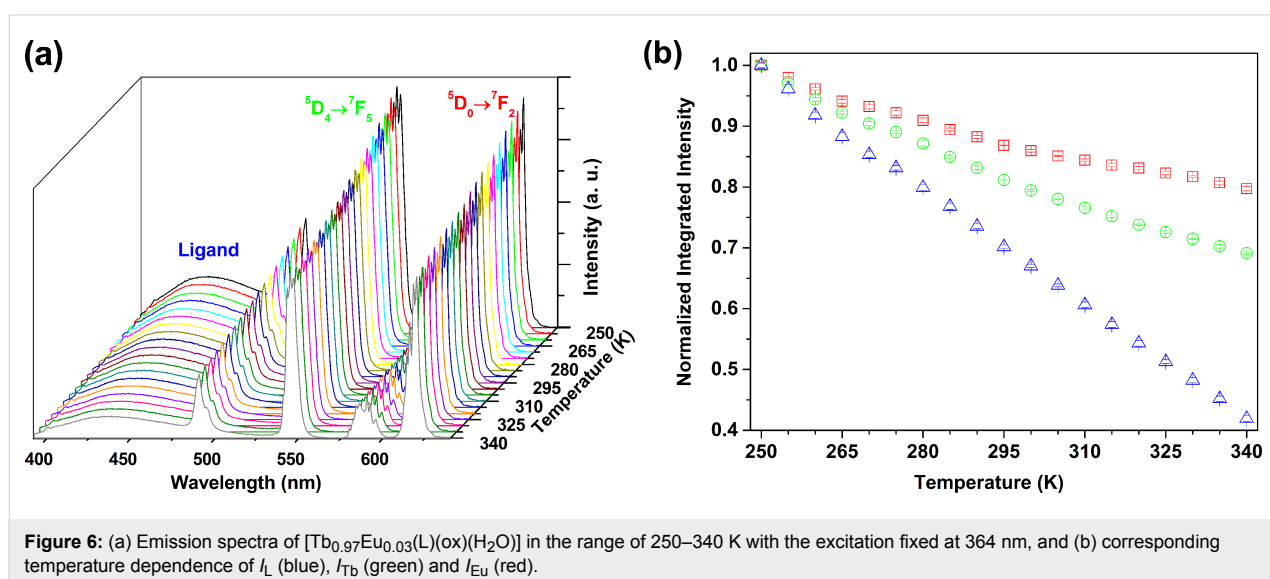 (a)
⁵D₄→⁷F₅
⁵D₀→⁷F₂
Ligand
Intensity (a. u.)
250
265
280
295
310
325
340
Temperature (K)
400 450 500 550 600
Wavelength (nm)
(b)
1.0
0.9
0.8
0.7
0.6
0.5
0.4
Normalized Integrated Intensity
250 265 280 295 310 325 340
Temperature (K)
Figure 6: (a) Emission spectra of [Tb₀.₉₇Eu₀.₀₃(L)(ox)(H₂O)] in the range of 250–340 K with the excitation fixed at 364 nm, and (b) corresponding
temperature dependence of I_L (blue), I_Tb (green) and I_Eu (red).